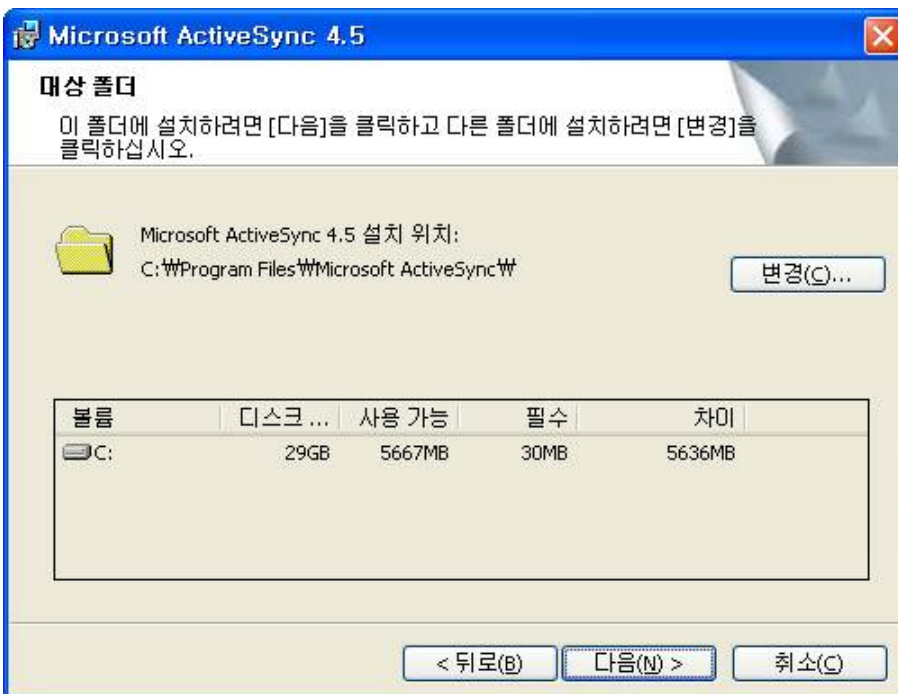 Microsoft ActiveSync 4.5
대상 폴더
이 폴더에 설치하려면 [다음]을 클릭하고 다른 폴더에 설치하려면 [변경]을
클릭하십시오.
Microsoft ActiveSync 4.5 설치 위치:
C:₩Program Files₩Microsoft ActiveSync₩
변경(C)...
볼륨 디스크 ... 사용 가능 필수 차이
C: 29GB 5667MB 30MB 5636MB
< 뒤로(B) 다음(N) > 취소(C)